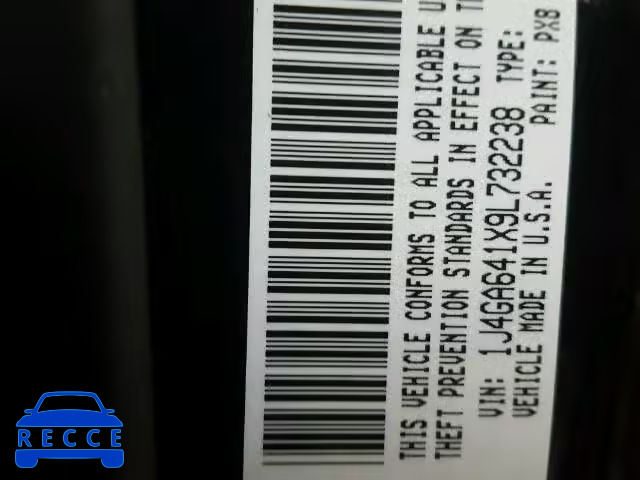 THIS VEHICLE CONFORMS TO ALL APPLICABLE U
THEFT PREVENTION STANDARDS IN EFFECT ON T
VIN: 1J4GA641X9L732238 TYPE:
VEHICLE MADE IN U.S.A. PAINT: PX8
RECCE